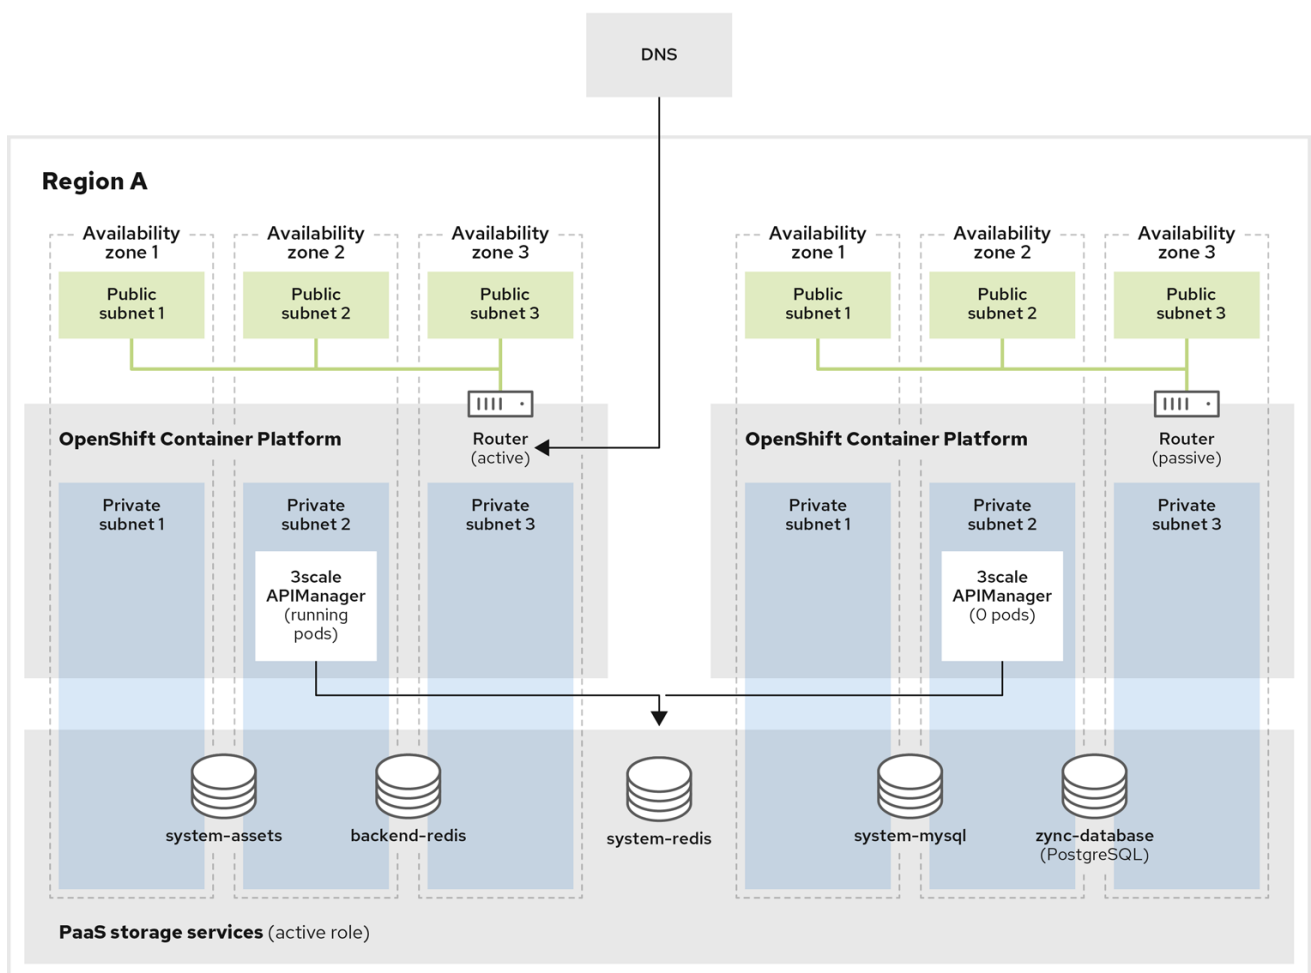 DNS
Region A
Availability
zone 1
Availability
zone 2
Availability
zone 3
Availability
zone 1
Availability
zone 2
Availability
zone 3
Public
subnet 1
Public
subnet 2
Public
subnet 3
Public
subnet 1
Public
subnet 2
Public
subnet 3
OpenShift Container Platform
Router
(active)
OpenShift Container Platform
Router
(passive)
Private
subnet 1
Private
subnet 2
Private
subnet 3
Private
subnet 1
Private
subnet 2
Private
subnet 3
3scale
APIManager
(running
pods)
3scale
APIManager
(0 pods)
system-assets
backend-redis
system-redis
system-mysql
zync-database
(PostgreSQL)
PaaS storage services (active role)